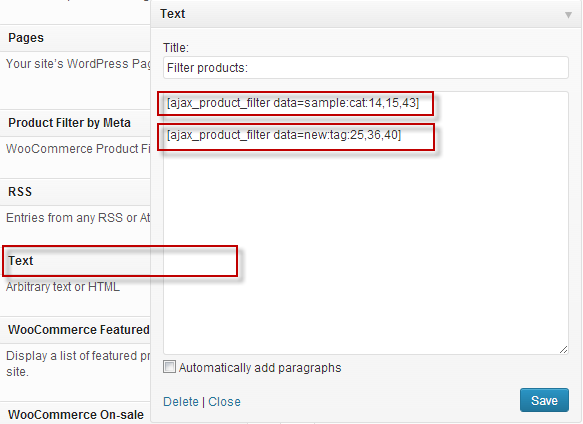 Pages
Your site's WordPress Pag
Product Filter by Meta
WooCommerce Product Fi
RSS
Entries from any RSS or At
Text
Arbitrary text or HTML
WooCommerce Featured
Display a list of featured pr
site.
WooCommerce On-sale
Text
Title:
Filter products:
[ajax_product_filter data=sample:cat:14,15,43]
[ajax_product_filter data=new:tag:25,36,40]
Automatically add paragraphs
Delete | Close
Save